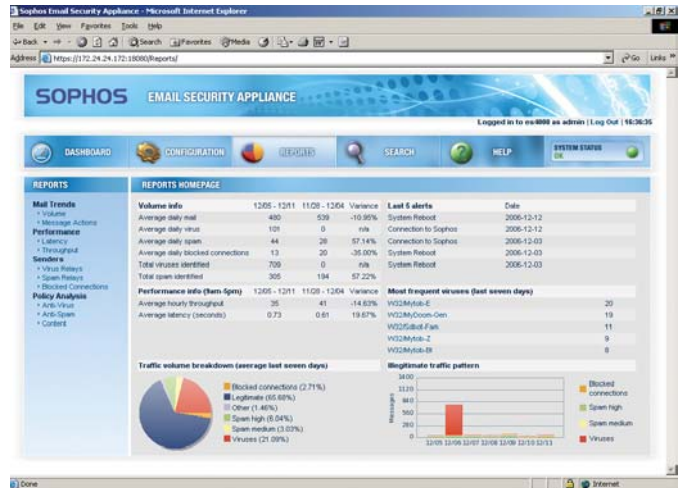 Sophos Email Security Appliance - Microsoft Internet Explorer
File Edit View Favorites Tools Help
Back Search Favorites Media
Address https://172.24.24.172:18080/Reports/ Go Links
SOPHOS EMAIL SECURITY APPLIANCE
Logged in to es4000 as admin | Log Out | 16:36:35
DASHBOARD CONFIGURATION REPORTS SEARCH HELP SYSTEM STATUS
OK
REPORTS
Mail Trends
Volume
Message Actions
Performance
Latency
Throughput
Senders
Virus Relays
Spam Relays
Blocked Connections
Policy Analysis
Anti-Virus
Anti-Spam
Content
REPORTS HOMEPAGE
Volume info 12/05 - 12/11 11/28 - 12/04 Variance
Average daily mail 480 539 -10.95%
Average daily virus 101 0 n/a
Average daily spam 44 28 57.14%
Average daily blocked connections 13 20 -35.00%
Total viruses identified 709 0 n/a
Total spam identified 305 194 57.22%
Last 5 alerts Date
System Reboot 2006-12-12
Connection to Sophos 2006-12-12
Connection to Sophos 2006-12-03
System Reboot 2006-12-03
System Reboot 2006-12-03
Performance info (9am-5pm) 12/05 - 12/11 11/28 - 12/04 Variance
Average hourly throughput 35 41 -14.63%
Average latency (seconds) 0.73 0.61 19.67%
Most frequent viruses (last seven days)
W32/Mytob-E 20
W32/MyDoom-Gen 19
W32/Sdbot-Fam 11
W32/Mytob-Z 9
8
Traffic volume breakdown (average last seven days)
Blocked connections (2.71%)
Legitimate (65.68%)
Other (1.46%)
Spam high (6.04%)
Spam medium (3.03%)
Viruses (21.09%)
Illegitimate traffic pattern
Messages
1400
1120
840
560
280
0
12/05 12/06 12/07 12/08 12/09 12/10 12/11
Blocked connections
Spam high
Spam medium
Viruses
Done Internet